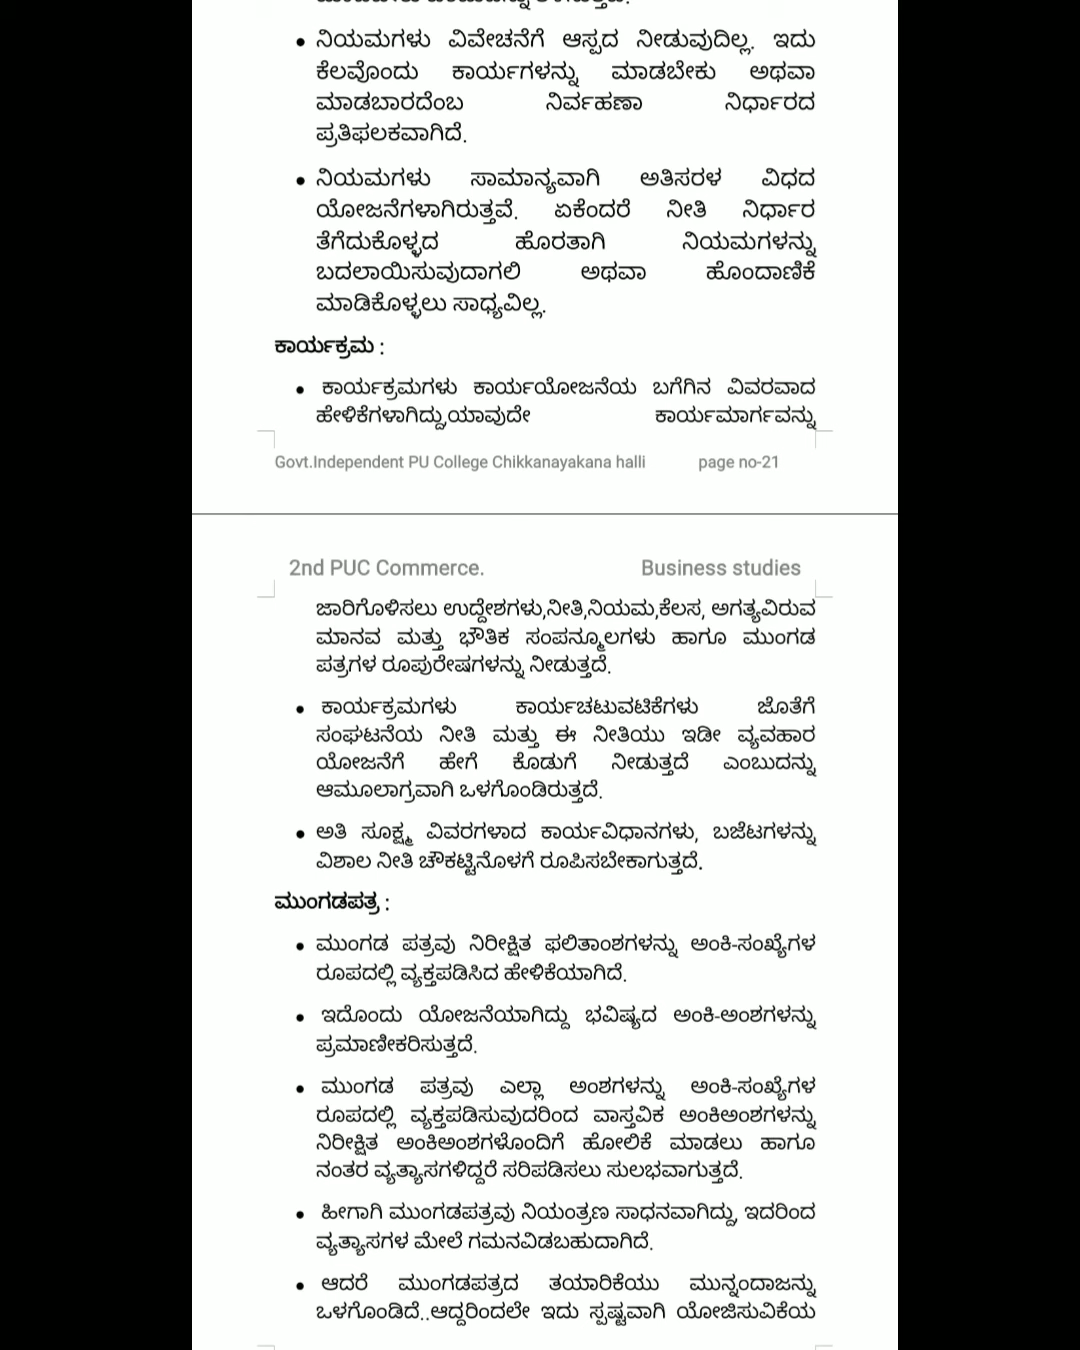 ನಿಯಮಗಳು ವಿವೇಚನೆಗೆ ಆಸ್ಪದ ನೀಡುವುದಿಲ್ಲ. ಇದು
ಕೆಲವೊಂದು ಕಾರ್ಯಗಳನ್ನು ಮಾಡಬೇಕು ಅಥವಾ
ಮಾಡಬಾರದೆಂಬ ನಿರ್ವಹಣಾ ನಿರ್ಧಾರದ
ಪ್ರತಿಫಲಕವಾಗಿದೆ.
ನಿಯಮಗಳು ಸಾಮಾನ್ಯವಾಗಿ ಅತಿಸರಳ ವಿಧದ
ಯೋಜನೆಗಳಾಗಿರುತ್ತವೆ. ಏಕೆಂದರೆ ನೀತಿ ನಿರ್ಧಾರ
ತೆಗೆದುಕೊಳ್ಳದ ಹೊರತಾಗಿ ನಿಯಮಗಳನ್ನು
ಬದಲಾಯಿಸುವುದಾಗಲಿ ಅಥವಾ ಹೊಂದಾಣಿಕೆ
ಮಾಡಿಕೊಳ್ಳಲು ಸಾಧ್ಯವಿಲ್ಲ.
ಕಾರ್ಯಕ್ರಮ :
ಕಾರ್ಯಕ್ರಮಗಳು ಕಾರ್ಯಯೋಜನೆಯ ಬಗೆಗಿನ ವಿವರವಾದ
ಹೇಳಿಕೆಗಳಾಗಿದ್ದು,ಯಾವುದೇ ಕಾರ್ಯಮಾರ್ಗವನ್ನು
Govt.Independent PU College Chikkanayakana halli page no-21
2nd PUC Commerce. Business studies
ಜಾರಿಗೊಳಿಸಲು ಉದ್ದೇಶಗಳು,ನೀತಿ,ನಿಯಮ,ಕೆಲಸ, ಅಗತ್ಯವಿರುವ
ಮಾನವ ಮತ್ತು ಭೌತಿಕ ಸಂಪನ್ಮೂಲಗಳು ಹಾಗೂ ಮುಂಗಡ
ಪತ್ರಗಳ ರೂಪುರೇಷಗಳನ್ನು ನೀಡುತ್ತದೆ.
ಕಾರ್ಯಕ್ರಮಗಳು ಕಾರ್ಯಚಟುವಟಿಕೆಗಳು ಜೊತೆಗೆ
ಸಂಘಟನೆಯ ನೀತಿ ಮತ್ತು ಈ ನೀತಿಯು ಇಡೀ ವ್ಯವಹಾರ
ಯೋಜನೆಗೆ ಹೇಗೆ ಕೊಡುಗೆ ನೀಡುತ್ತದೆ ಎಂಬುದನ್ನು
ಆಮೂಲಾಗ್ರವಾಗಿ ಒಳಗೊಂಡಿರುತ್ತದೆ.
ಅತಿ ಸೂಕ್ಷ್ಮ ವಿವರಗಳಾದ ಕಾರ್ಯವಿಧಾನಗಳು, ಬಜೆಟಗಳನ್ನು
ವಿಶಾಲ ನೀತಿ ಚೌಕಟ್ಟಿನೊಳಗೆ ರೂಪಿಸಬೇಕಾಗುತ್ತದೆ.
ಮುಂಗಡಪತ್ರ :
ಮುಂಗಡ ಪತ್ರವು ನಿರೀಕ್ಷಿತ ಫಲಿತಾಂಶಗಳನ್ನು ಅಂಕಿ-ಸಂಖ್ಯೆಗಳ
ರೂಪದಲ್ಲಿ ವ್ಯಕ್ತಪಡಿಸಿದ ಹೇಳಿಕೆಯಾಗಿದೆ.
ಇದೊಂದು ಯೋಜನೆಯಾಗಿದ್ದು ಭವಿಷ್ಯದ ಅಂಕಿ-ಅಂಶಗಳನ್ನು
ಪ್ರಮಾಣೀಕರಿಸುತ್ತದೆ.
ಮುಂಗಡ ಪತ್ರವು ಎಲ್ಲಾ ಅಂಶಗಳನ್ನು ಅಂಕಿ-ಸಂಖ್ಯೆಗಳ
ರೂಪದಲ್ಲಿ ವ್ಯಕ್ತಪಡಿಸುವುದರಿಂದ ವಾಸ್ತವಿಕ ಅಂಕಿಅಂಶಗಳನ್ನು
ನಿರೀಕ್ಷಿತ ಅಂಕಿಅಂಶಗಳೊಂದಿಗೆ ಹೋಲಿಕೆ ಮಾಡಲು ಹಾಗೂ
ನಂತರ ವ್ಯತ್ಯಾಸಗಳಿದ್ದರೆ ಸರಿಪಡಿಸಲು ಸುಲಭವಾಗುತ್ತದೆ.
ಹೀಗಾಗಿ ಮುಂಗಡಪತ್ರವು ನಿಯಂತ್ರಣ ಸಾಧನವಾಗಿದ್ದು, ಇದರಿಂದ
ವ್ಯತ್ಯಾಸಗಳ ಮೇಲೆ ಗಮನವಿಡಬಹುದಾಗಿದೆ.
ಆದರೆ ಮುಂಗಡಪತ್ರದ ತಯಾರಿಕೆಯು ಮುನ್ನಂದಾಜನ್ನು
ಒಳಗೊಂಡಿದೆ..ಆದ್ದರಿಂದಲೇ ಇದು ಸ್ಪಷ್ಟವಾಗಿ ಯೋಜಿಸುವಿಕೆಯ